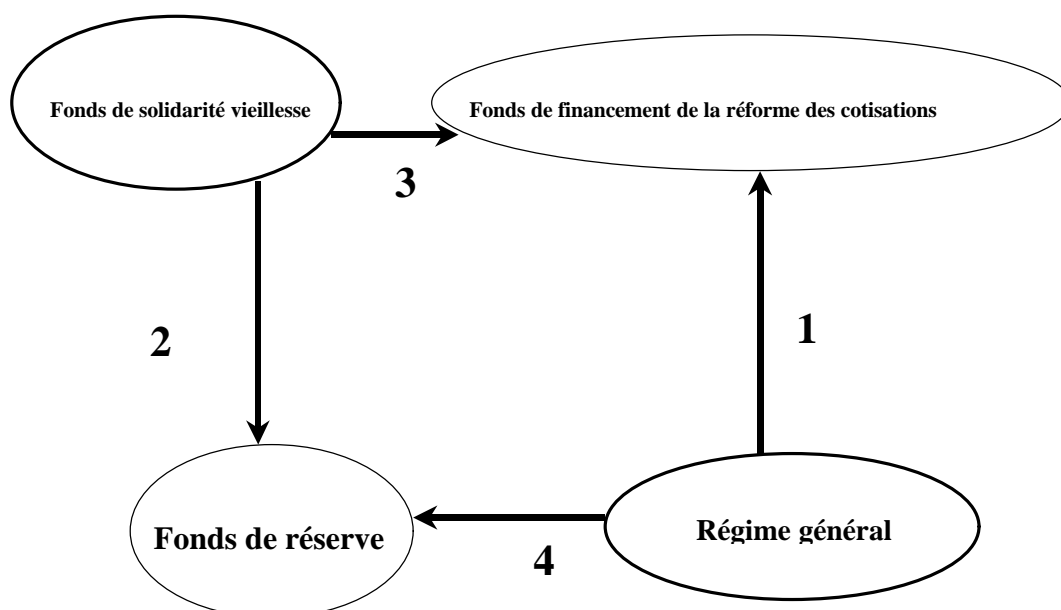 Fonds de solidarité vieillesse
Fonds de financement de la réforme des cotisations
3
2
1
Fonds de réserve
Régime général
4